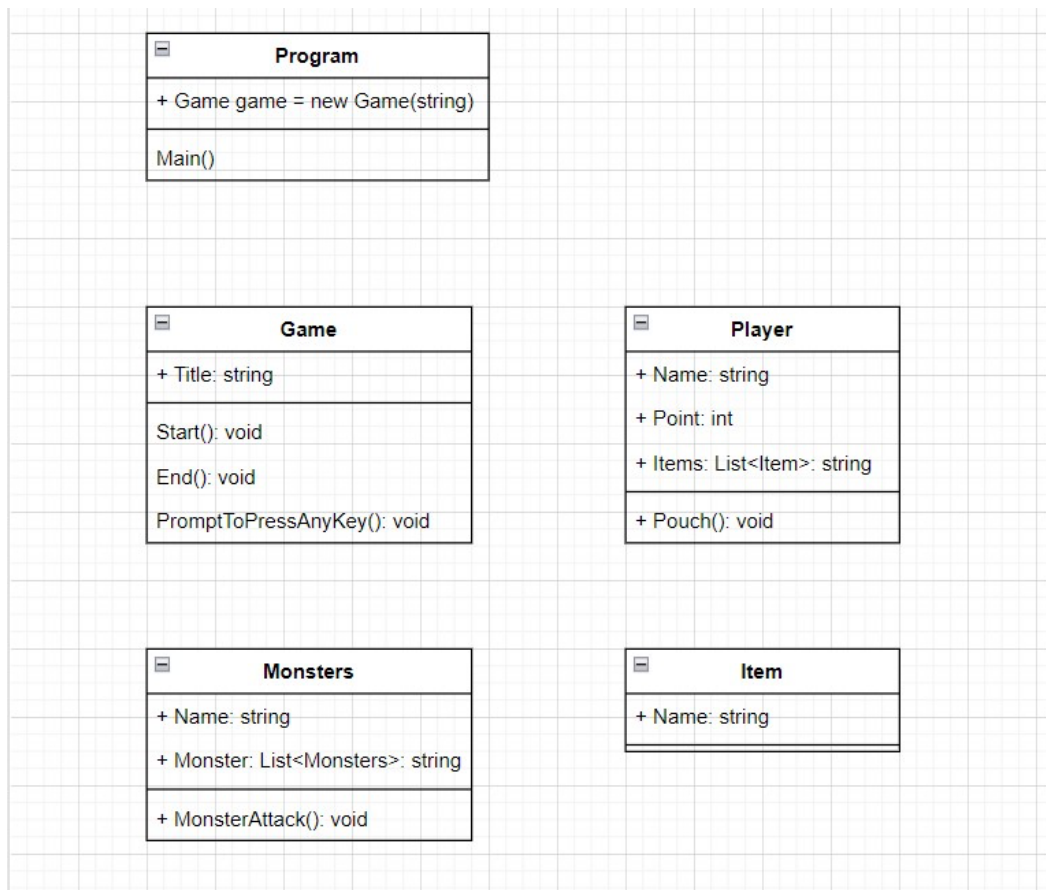 Program
+ Game game = new Game(string)
Main()
Game
+ Title: string
Start(): void
End(): void
PromptToPressAnyKey(): void
Player
+ Name: string
+ Point: int
+ Items: List<Item>: string
+ Pouch(): void
Monsters
+ Name: string
+ Monster: List<Monsters>: string
+ MonsterAttack(): void
Item
+ Name: string